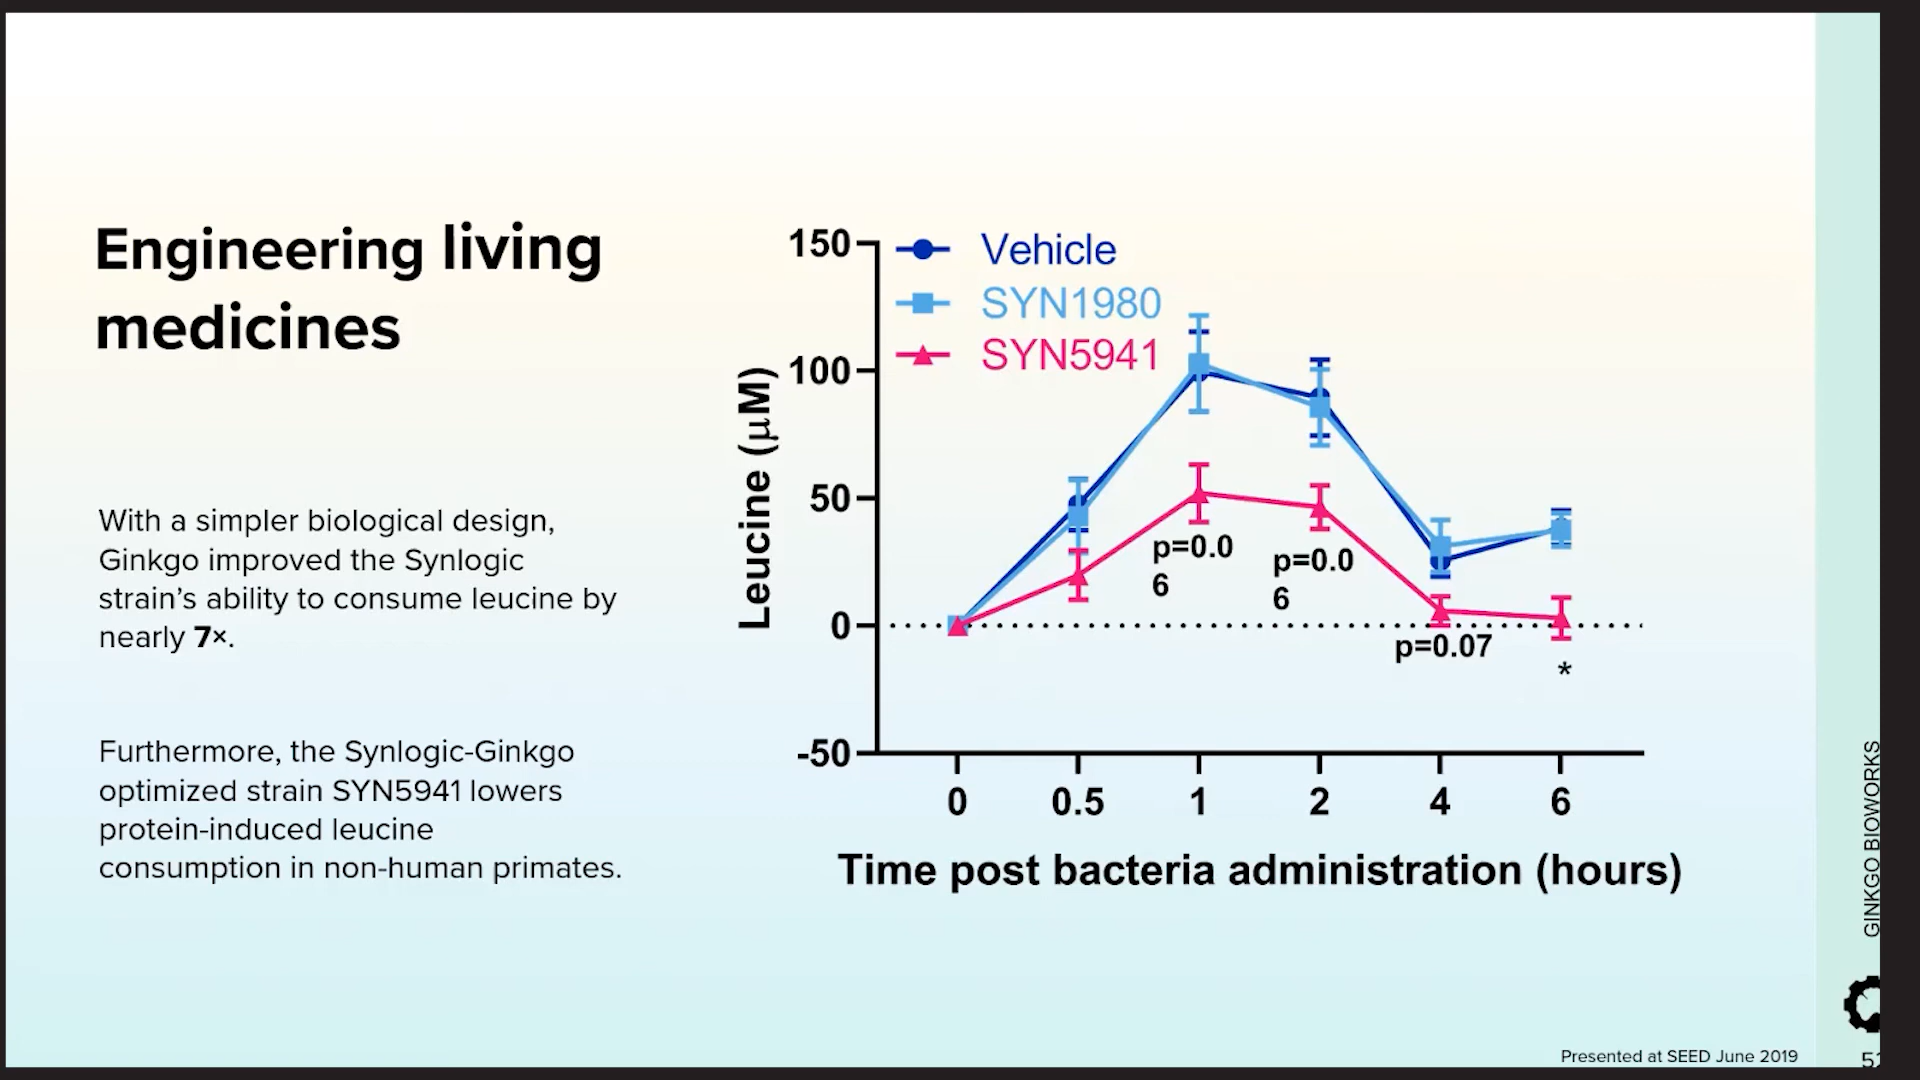 Engineering living
medicines
With a simpler biological design,
Ginkgo improved the Synlogic
strain's ability to consume leucine by
nearly 7×.
Furthermore, the Synlogic-Ginkgo
optimized strain SYN5941 lowers
protein-induced leucine
consumption in non-human primates.
Vehicle
SYN1980
SYN5941
Leucine (μM)
150
100
50
0
-50
p=0.0
6
p=0.0
6
p=0.07
*
0 0.5 1 2 4 6
Time post bacteria administration (hours)
GINKGO BIOWORKS
Presented at SEED June 2019